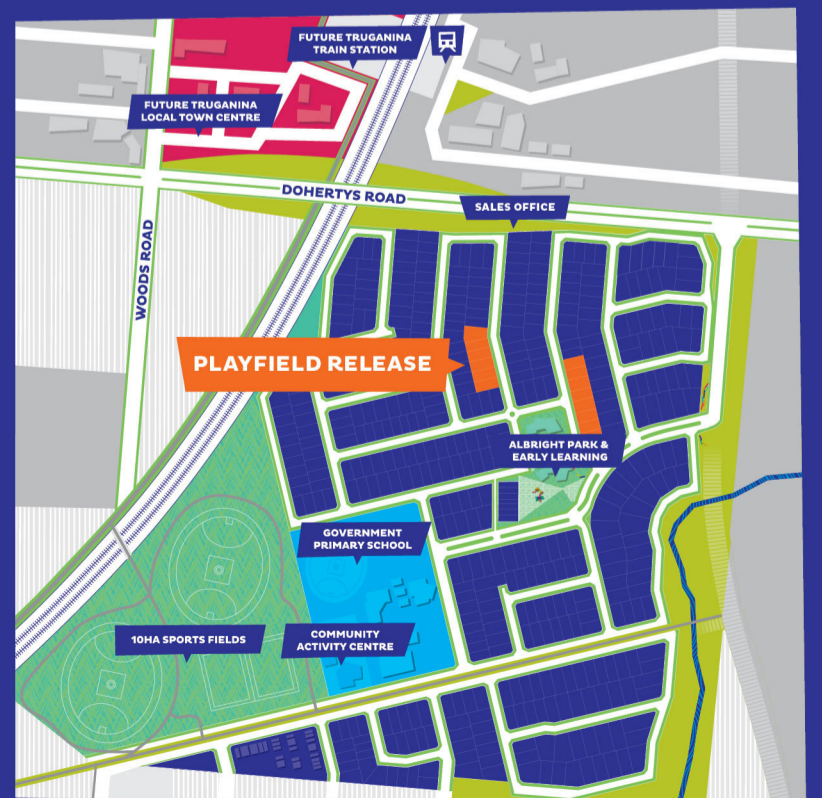 FUTURE TRUGANINA
TRAIN STATION
FUTURE TRUGANINA
LOCAL TOWN CENTRE
DOHERTYS ROAD
SALES OFFICE
WOODS ROAD
PLAYFIELD RELEASE
ALBRIGHT PARK &
EARLY LEARNING
GOVERNMENT
PRIMARY SCHOOL
10HA SPORTS FIELDS
COMMUNITY
ACTIVITY CENTRE